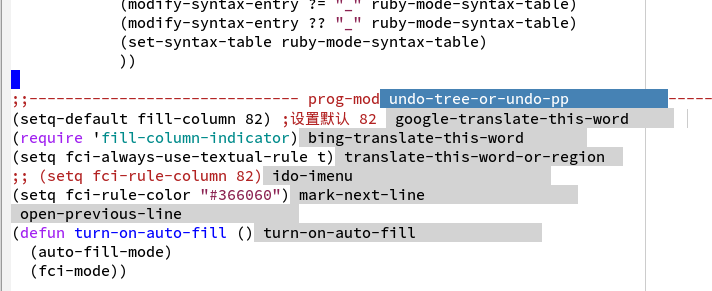 (modify-syntax-entry ?= "_" ruby-mode-syntax-table)
(modify-syntax-entry ?? "_" ruby-mode-syntax-table)
(set-syntax-table ruby-mode-syntax-table)
))
;;------------------------------ prog-mod undo-tree-or-undo-pp -----
(setq-default fill-column 82) ;设置默认 82 google-translate-this-word
(require 'fill-column-indicator) bing-translate-this-word
(setq fci-always-use-textual-rule t) translate-this-word-or-region
;; (setq fci-rule-column 82) ido-imenu
(setq fci-rule-color "#366060") mark-next-line
open-previous-line
(defun turn-on-auto-fill () turn-on-auto-fill
(auto-fill-mode)
(fci-mode))